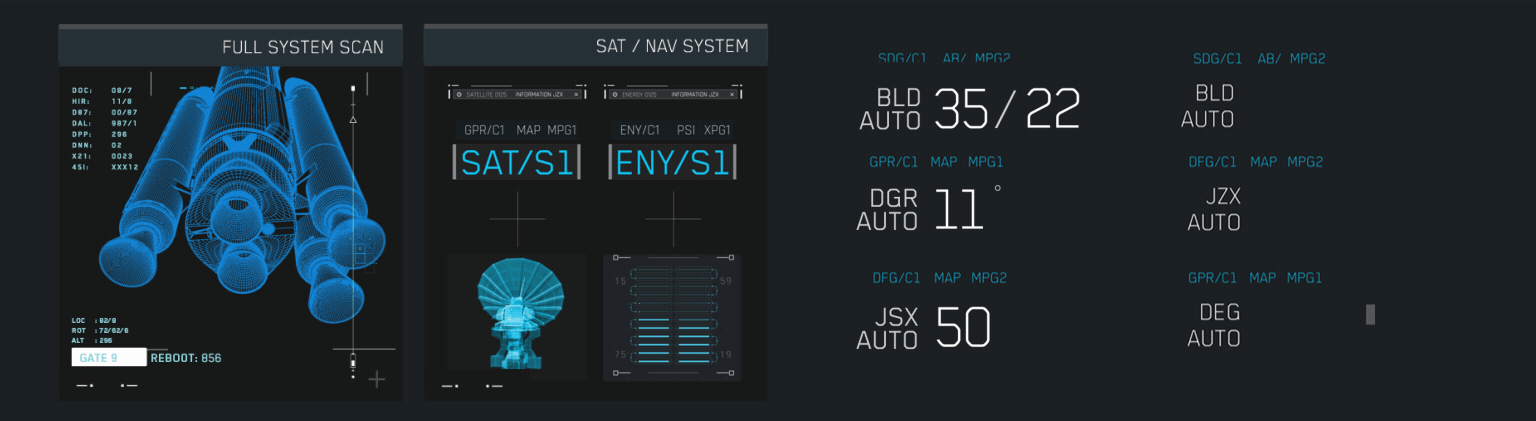 FULL SYSTEM SCAN
DOC: 08/7
HIR: 11/8
D87: 00/87
DAL: 987/1
DPP: 296
DNN: 02
X21: 0023
4SI: XXX12
LOC : 82/0
ROT : 72/62/6
ALT : 296
GATE 9 REBOOT: 856
SAT / NAV SYSTEM
SATELLITE 0125 INFORMATION JZX ×
ENERGY 0125 INFORMATION JZX ×
GPR/C1 MAP MPG1
SAT/S1
ENY/C1 PSI XPG1
ENY/S1
15 59
75 19
SDG/C1 AB/ MPG2
BLD AUTO 35/22
GPR/C1 MAP MPG1
DGR AUTO 11°
DFG/C1 MAP MPG2
JSX AUTO 50
SDG/C1 AB/ MPG2
BLD
AUTO
DFG/C1 MAP MPG2
JZX
AUTO
GPR/C1 MAP MPG1
DEG
AUTO